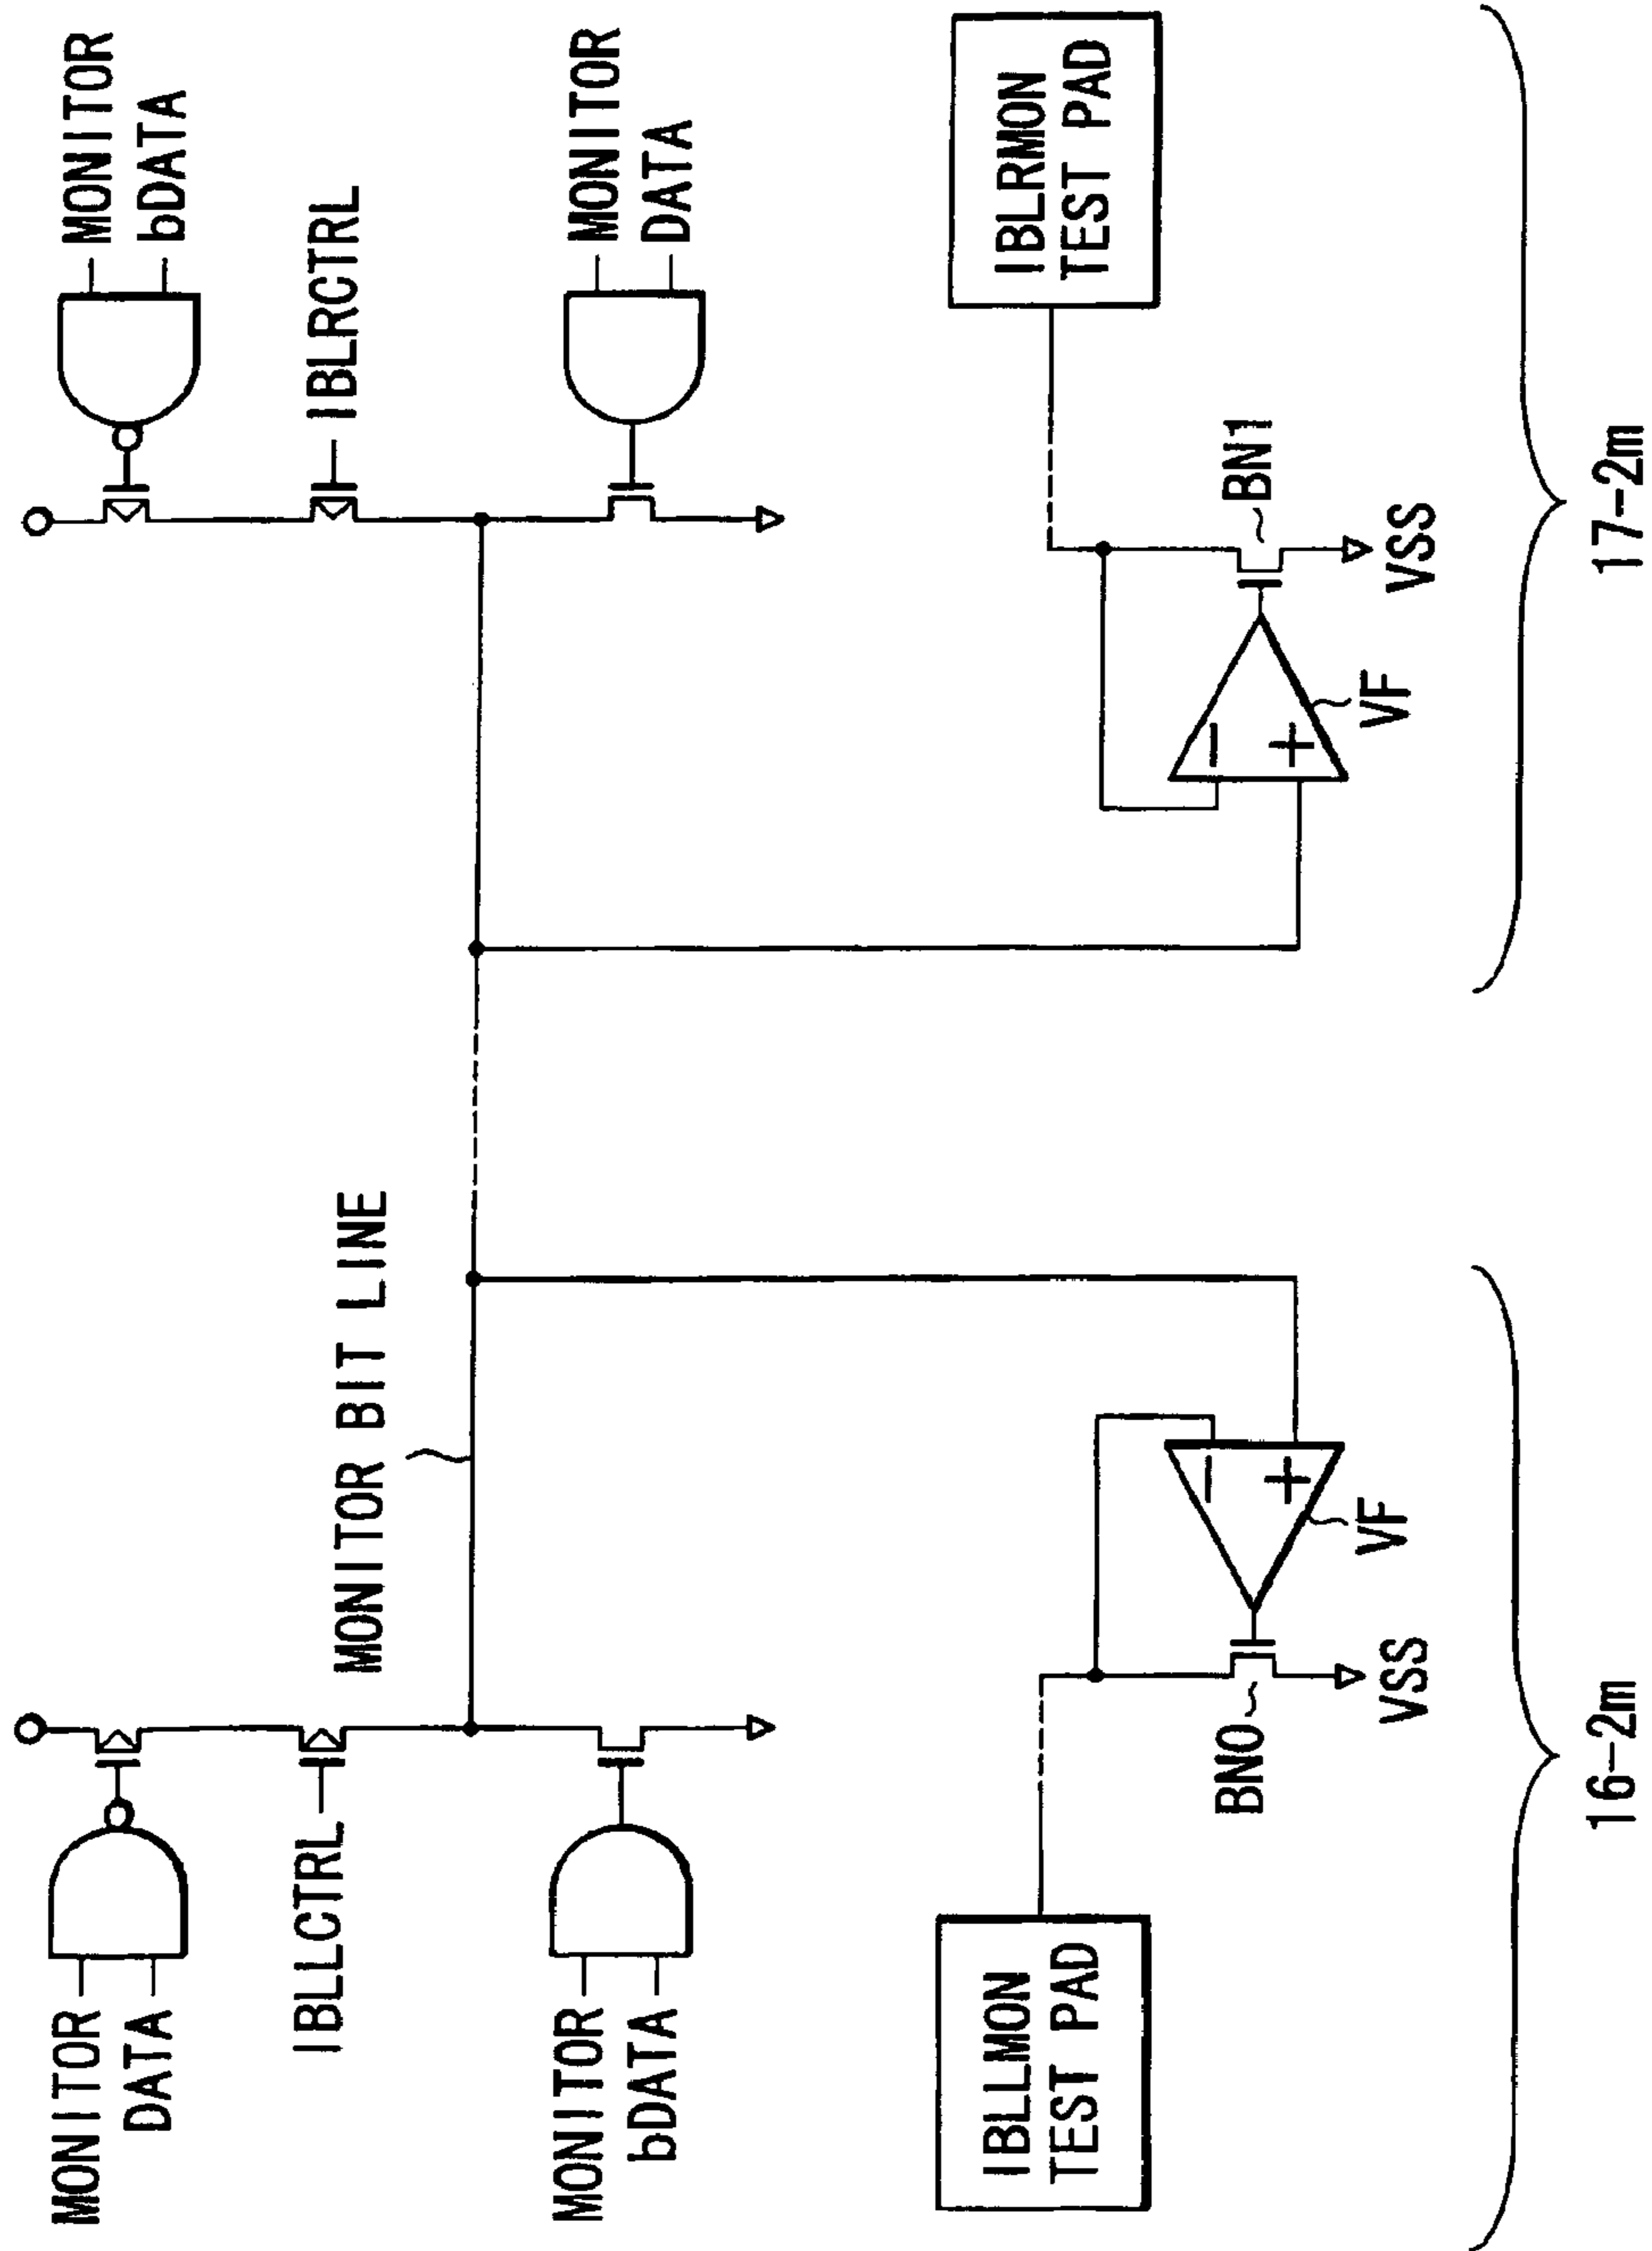 MONITOR
DATA
IBLLCTRL
MONITOR
bDATA
MONITOR BIT LINE
MONITOR
bDATA
IBLRCTRL
MONITOR
DATA
IBLLMON
TEST PAD
BN0
VSS
VF
−
+
16-2m
IBLRMON
TEST PAD
BN1
VSS
VF
−
+
17-2m